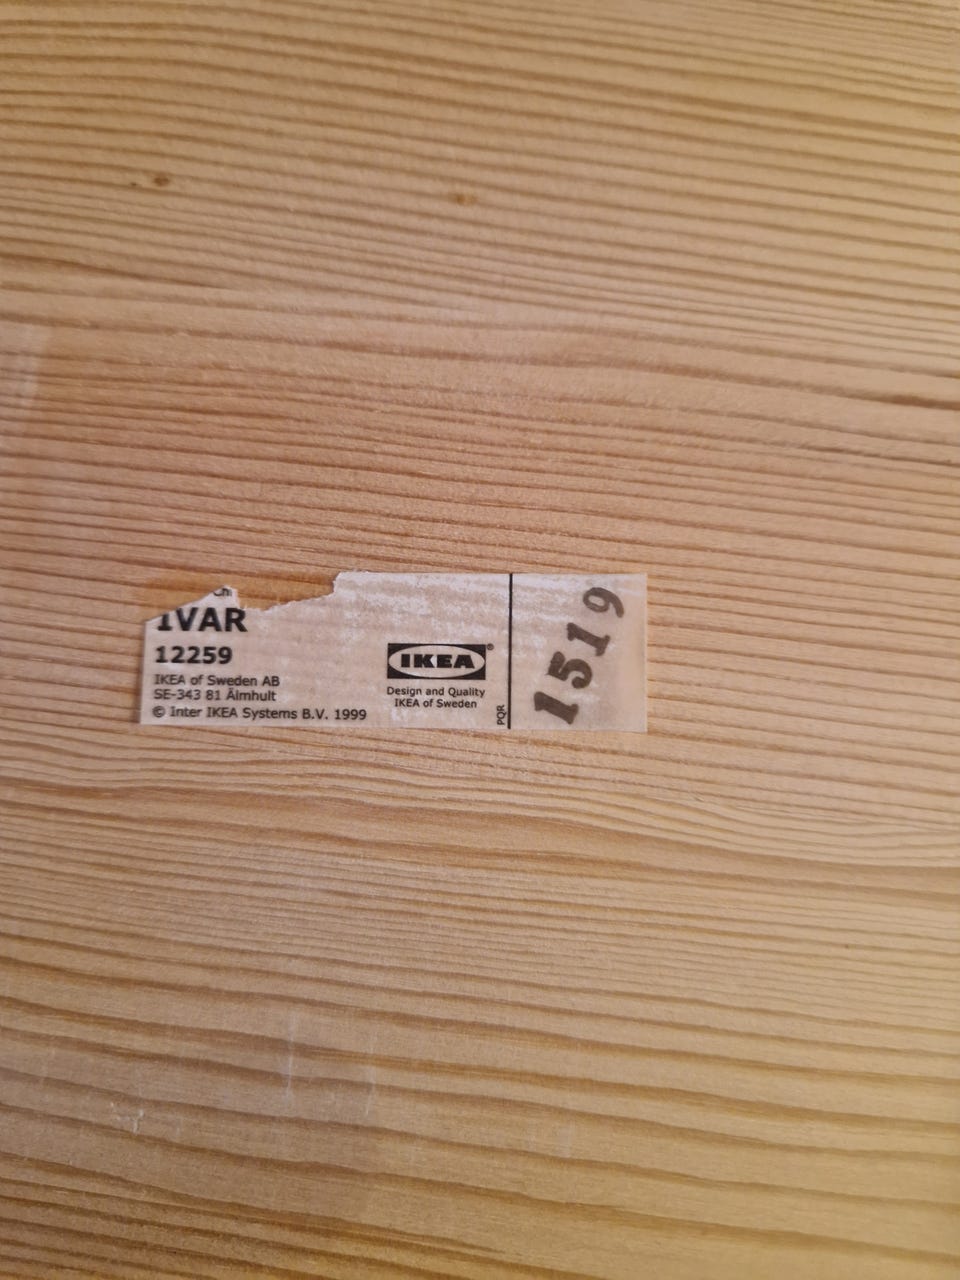 IVAR
12259
IKEA of Sweden AB
SE-343 81 Älmhult
© Inter IKEA Systems B.V. 1999
IKEA®
Design and Quality
IKEA of Sweden
PQR
1519